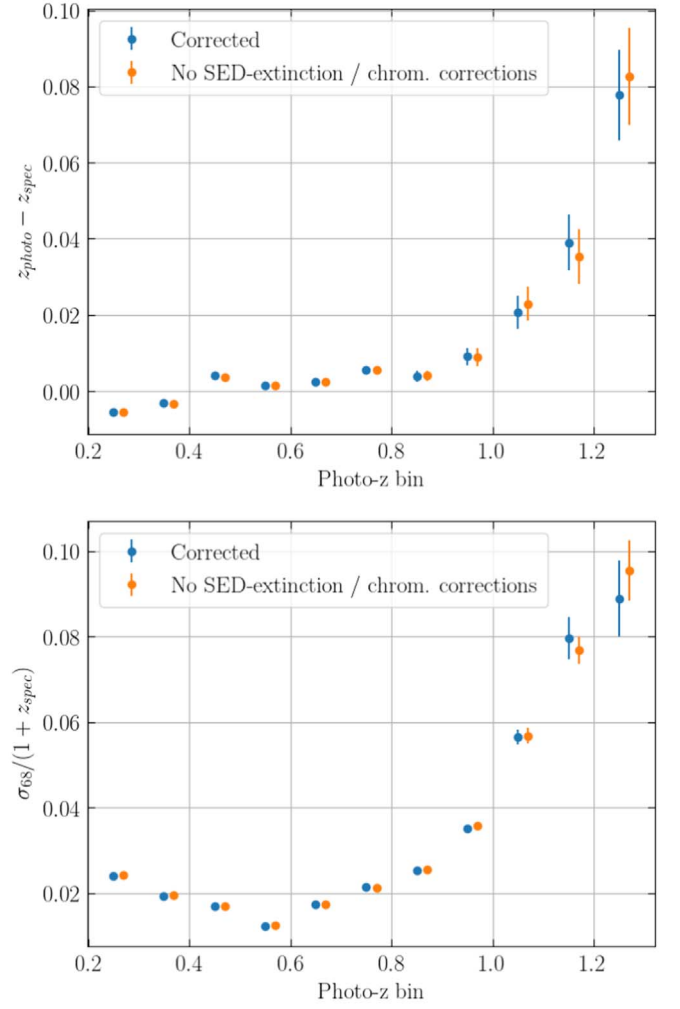 0.10
0.08
0.06
0.04
0.02
0.00
z_photo − z_spec
Corrected
No SED-extinction / chrom. corrections
0.2 0.4 0.6 0.8 1.0 1.2
Photo-z bin
0.10
0.08
0.06
0.04
0.02
σ_68/(1 + z_spec)
Corrected
No SED-extinction / chrom. corrections
0.2 0.4 0.6 0.8 1.0 1.2
Photo-z bin